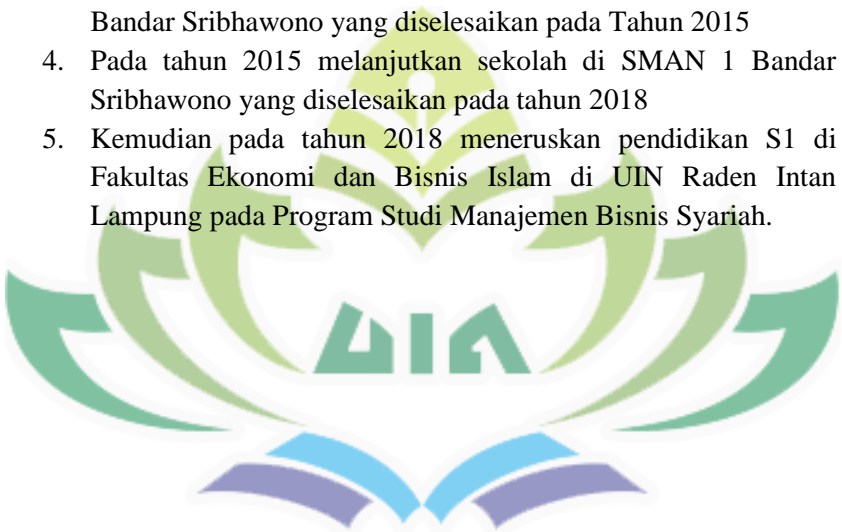 Bandar Sribhawono yang diselesaikan pada Tahun 2015
4. Pada tahun 2015 melanjutkan sekolah di SMAN 1 Bandar
Sribhawono yang diselesaikan pada tahun 2018
5. Kemudian pada tahun 2018 meneruskan pendidikan S1 di
Fakultas Ekonomi dan Bisnis Islam di UIN Raden Intan
Lampung pada Program Studi Manajemen Bisnis Syariah.
UIN